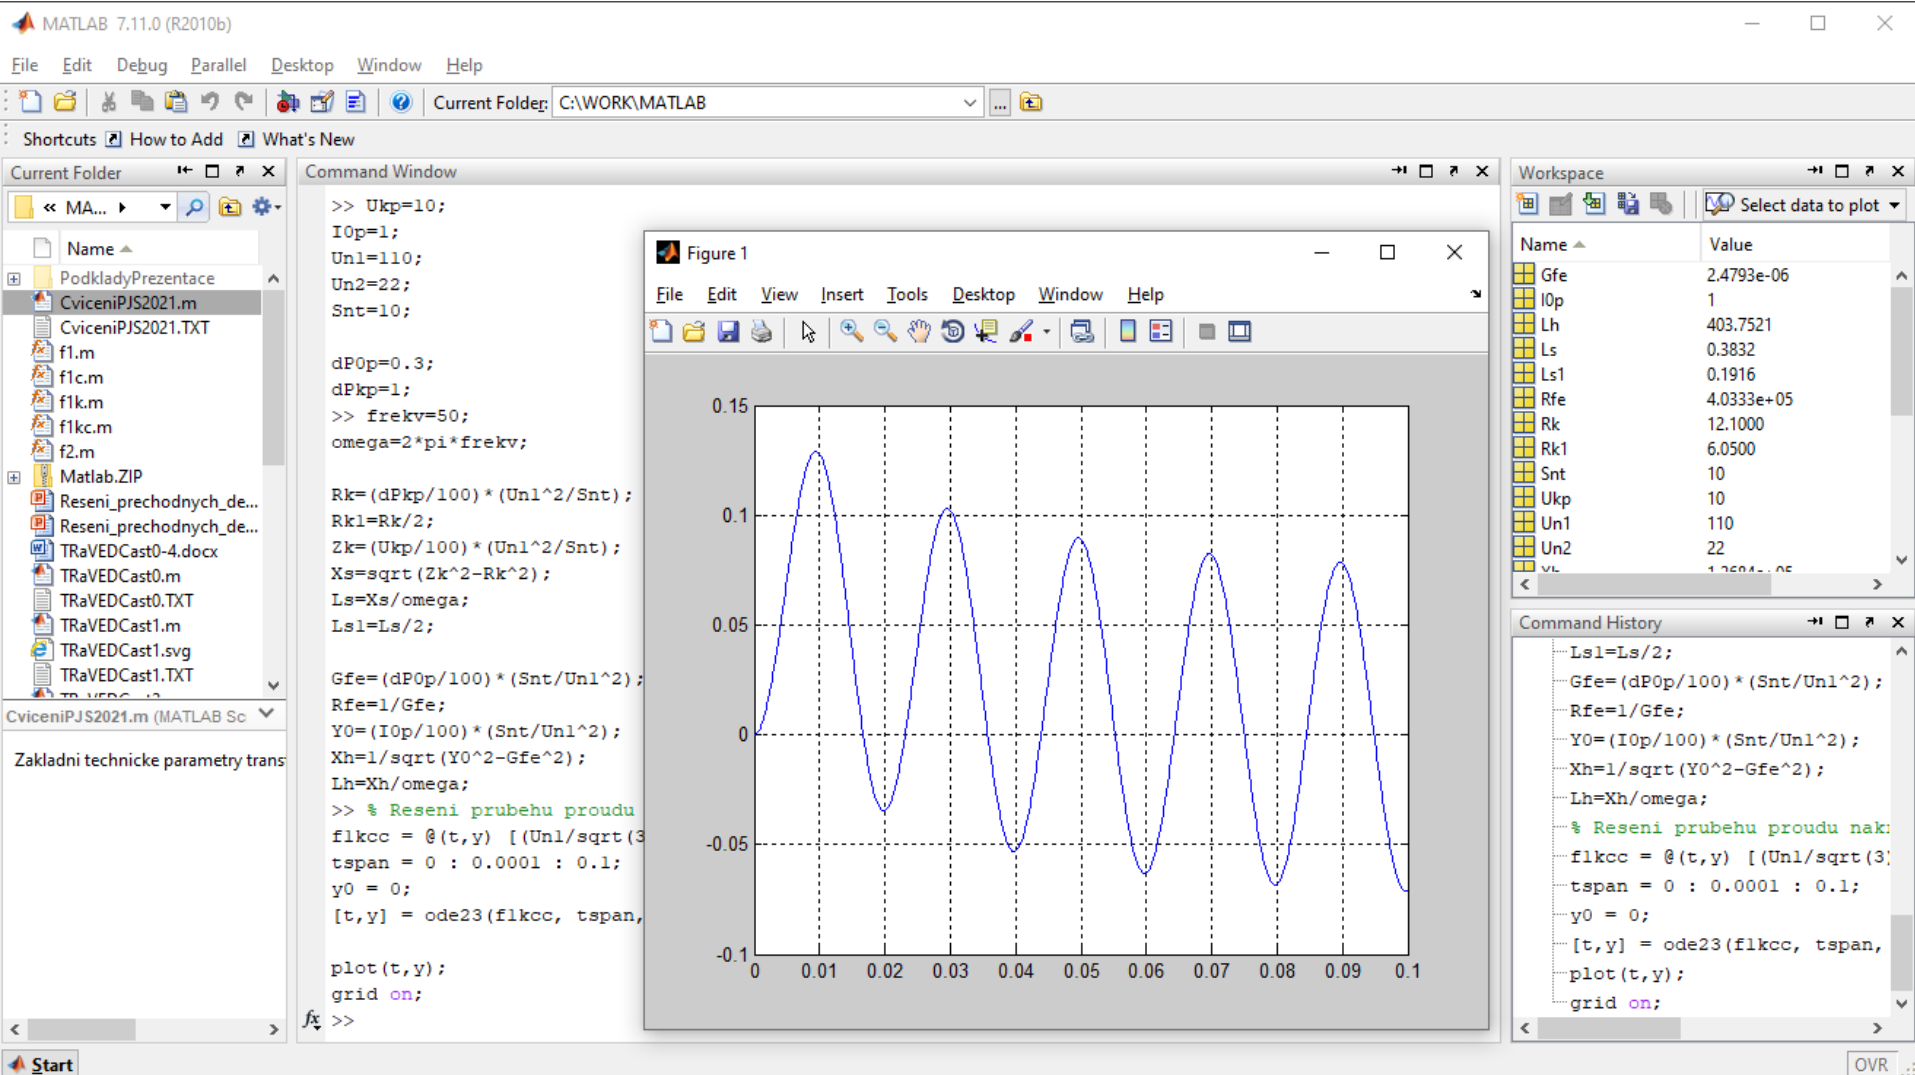 MATLAB 7.11.0 (R2010b)
File Edit Debug Parallel Desktop Window Help
Current Folder: C:\WORK\MATLAB
...
Shortcuts How to Add What's New
Current Folder
« MA...
Name
PodkladyPrezentace
CviceniPJS2021.m
CviceniPJS2021.TXT
f1.m
f1c.m
f1k.m
f1kc.m
f2.m
Matlab.ZIP
Reseni_prechodnych_de...
Reseni_prechodnych_de...
TRaVEDCast0-4.docx
TRaVEDCast0.m
TRaVEDCast0.TXT
TRaVEDCast1.m
TRaVEDCast1.svg
TRaVEDCast1.TXT
CviceniPJS2021.m (MATLAB Sc
Zakladni technicke parametry trans
Command Window
>> Ukp=10;
I0p=1;
Un1=110;
Un2=22;
Snt=10;
dP0p=0.3;
dPkp=1;
>> frekv=50;
omega=2*pi*frekv;
Rk=(dPkp/100)*(Un1^2/Snt);
Rk1=Rk/2;
Zk=(Ukp/100)*(Un1^2/Snt);
Xs=sqrt(Zk^2-Rk^2);
Ls=Xs/omega;
Ls1=Ls/2;
Gfe=(dP0p/100)*(Snt/Un1^2);
Rfe=1/Gfe;
Y0=(I0p/100)*(Snt/Un1^2);
Xh=1/sqrt(Y0^2-Gfe^2);
Lh=Xh/omega;
>> % Reseni prubehu proudu
f1kcc = @(t,y) [(Un1/sqrt(3
tspan = 0 : 0.0001 : 0.1;
y0 = 0;
[t,y] = ode23(f1kcc, tspan,
plot(t,y);
grid on;
fx >>
Figure 1
File Edit View Insert Tools Desktop Window Help
0.15
0.1
0.05
0
-0.05
-0.1
0 0.01 0.02 0.03 0.04 0.05 0.06 0.07 0.08 0.09 0.1
Workspace
Select data to plot
Name Value
Gfe 2.4793e-06
I0p 1
Lh 403.7521
Ls 0.3832
Ls1 0.1916
Rfe 4.0333e+05
Rk 12.1000
Rk1 6.0500
Snt 10
Ukp 10
Un1 110
Un2 22
Xh 1.2684e+05
Command History
Ls1=Ls/2;
Gfe=(dP0p/100)*(Snt/Un1^2);
Rfe=1/Gfe;
Y0=(I0p/100)*(Snt/Un1^2);
Xh=1/sqrt(Y0^2-Gfe^2);
Lh=Xh/omega;
% Reseni prubehu proudu nak
f1kcc = @(t,y) [(Un1/sqrt(3)
tspan = 0 : 0.0001 : 0.1;
y0 = 0;
[t,y] = ode23(f1kcc, tspan,
plot(t,y);
grid on;
Start
OVR